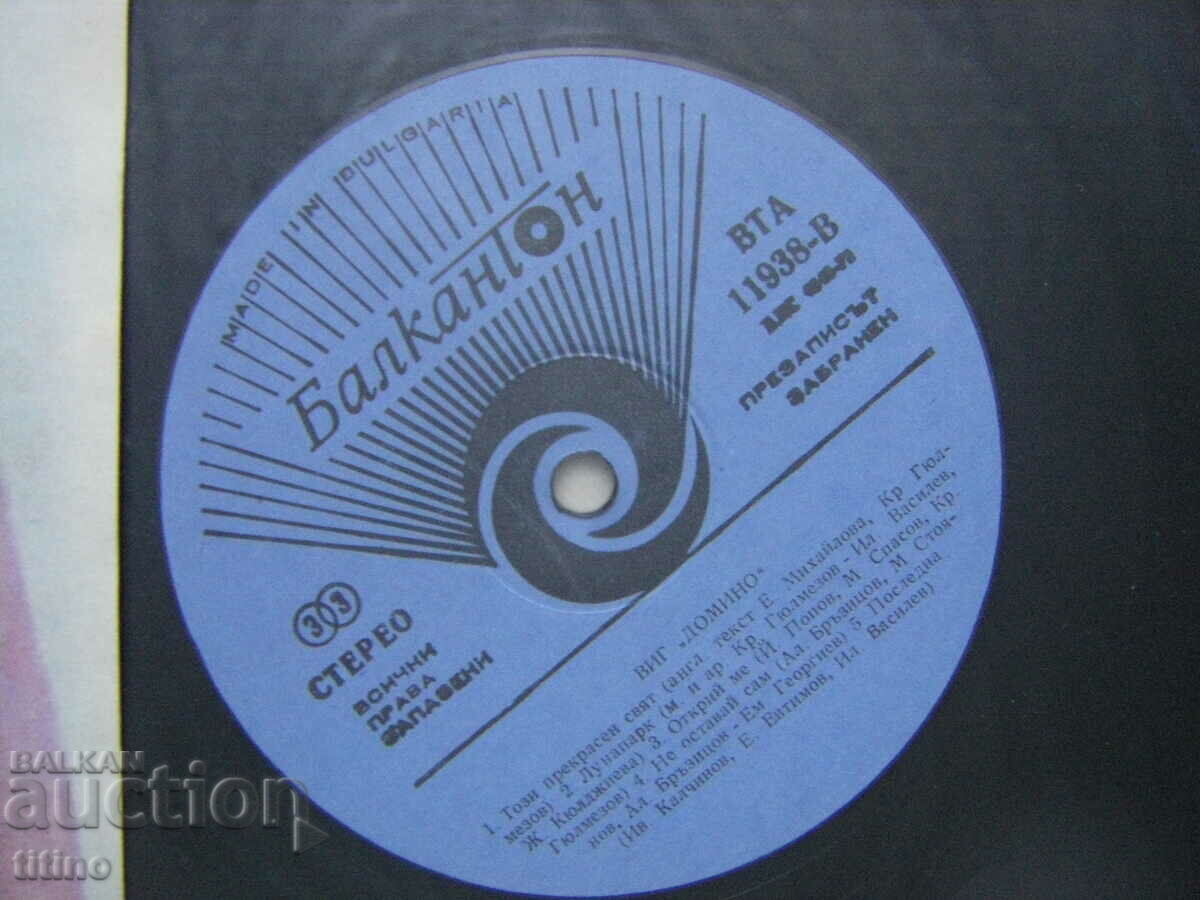 MADE IN BULGARIA
Балкантон
ВТА
11938-В
ПРЕЗАПИСЪТ
ЗАБРАНЕН
33
СТЕРЕО
ВСИЧКИ
ПРАВА
ЗАПАЗЕНИ
ВИГ „ДОМИНО"
1. Този прекрасен свят (англ текст Е Михайлова, Кр Гюл-
мезов) 2 Лунапарк (м и ар Кр. Гюлмезов - Ил Василев,
Ж Кюлджиева) 3 Открий ме (Й Попов, М Спасов, Кр.
Гюлмезов) 4 Не оставай сам (Ал Бръзицов, М Стоя-
нов, Ал Бръзицов - Ем Георгиев) 5 Последна
(Ив Калчинов, Е. Евтимов, Ил Василев)
BALKAN
auction
titino